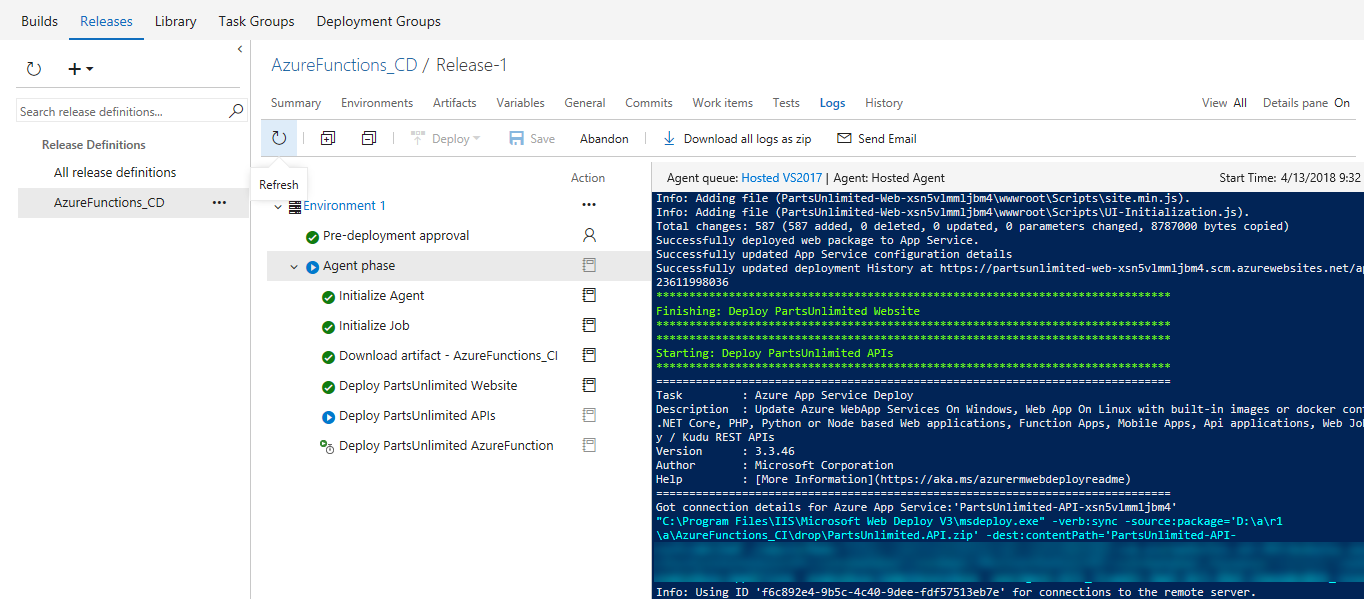 Builds Releases Library Task Groups Deployment Groups
AzureFunctions_CD / Release-1
Search release definitions...
Release Definitions
All release definitions
AzureFunctions_CD ...
Summary Environments Artifacts Variables General Commits Work items Tests Logs History View All Details pane On
Deploy Save Abandon Download all logs as zip Send Email
Refresh
Action
Environment 1 ...
Pre-deployment approval
Agent phase
Initialize Agent
Initialize Job
Download artifact - AzureFunctions_CI
Deploy PartsUnlimited Website
Deploy PartsUnlimited APIs
Deploy PartsUnlimited AzureFunction
Agent queue: Hosted VS2017 | Agent: Hosted Agent Start Time: 4/13/2018 9:32
Info: Adding file (PartsUnlimited-Web-xsn5vlmmljbm4\wwwroot\Scripts\site.min.js).
Info: Adding file (PartsUnlimited-Web-xsn5vlmmljbm4\wwwroot\Scripts\UI-Initialization.js).
Total changes: 587 (587 added, 0 deleted, 0 updated, 0 parameters changed, 8787000 bytes copied)
Successfully deployed web package to App Service.
Successfully updated App Service configuration details
Successfully updated deployment History at https://partsunlimited-web-xsn5vlmmljbm4.scm.azurewebsites.net/ap
23611998036
******************************************************************************
Finishing: Deploy PartsUnlimited Website
******************************************************************************
******************************************************************************
Starting: Deploy PartsUnlimited APIs
******************************************************************************
==============================================================================
Task : Azure App Service Deploy
Description : Update Azure WebApp Services On Windows, Web App On Linux with built-in images or docker con
.NET Core, PHP, Python or Node based Web applications, Function Apps, Mobile Apps, Api applications, Web Jo
y / Kudu REST APIs
Version : 3.3.46
Author : Microsoft Corporation
Help : [More Information](https://aka.ms/azurermwebdeployreadme)
==============================================================================
Got connection details for Azure App Service:'PartsUnlimited-API-xsn5vlmmljbm4'
"C:\Program Files\IIS\Microsoft Web Deploy V3\msdeploy.exe" -verb:sync -source:package='D:\a\r1
\a\AzureFunctions_CI\drop\PartsUnlimited.API.zip' -dest:contentPath='PartsUnlimited-API-
Info: Using ID 'f6c892e4-9b5c-4c40-9dee-fdf57513eb7e' for connections to the remote server.